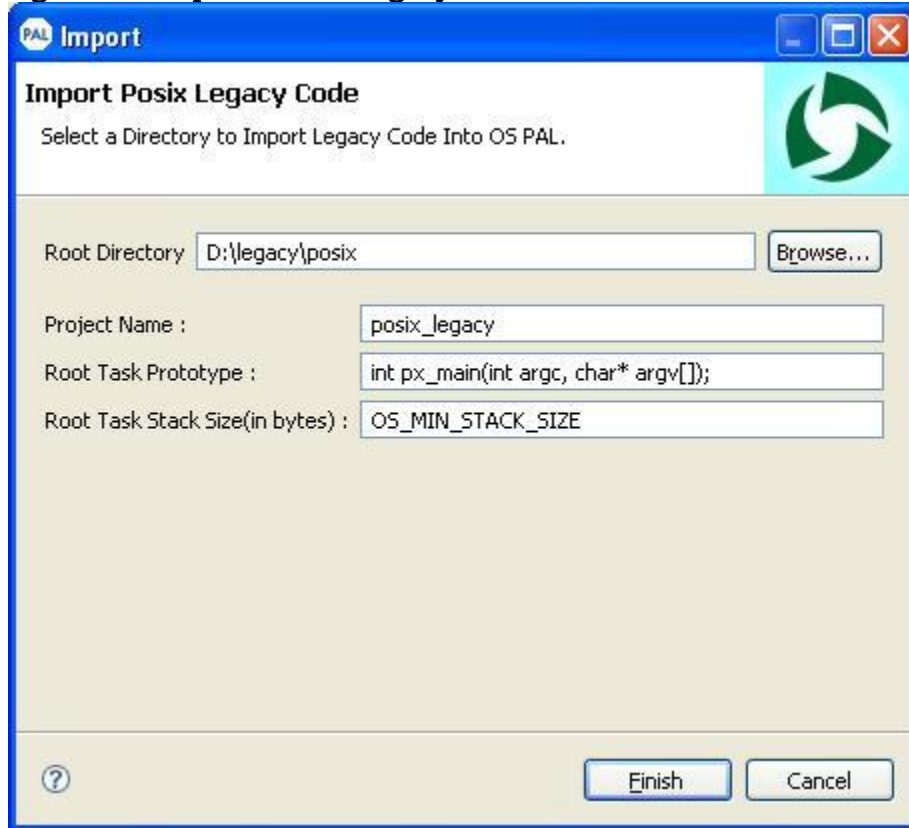 PAL Import
Import Posix Legacy Code
Select a Directory to Import Legacy Code Into OS PAL.
Root Directory D:\legacy\posix Browse...
Project Name : posix_legacy
Root Task Prototype : int px_main(int argc, char* argv[]);
Root Task Stack Size(in bytes) : OS_MIN_STACK_SIZE
? Finish Cancel